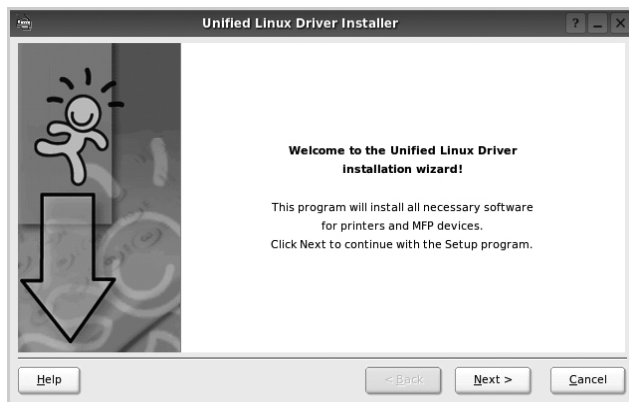 Unified Linux Driver Installer
Welcome to the Unified Linux Driver
installation wizard!
This program will install all necessary software
for printers and MFP devices.
Click Next to continue with the Setup program.
Help
< Back
Next >
Cancel